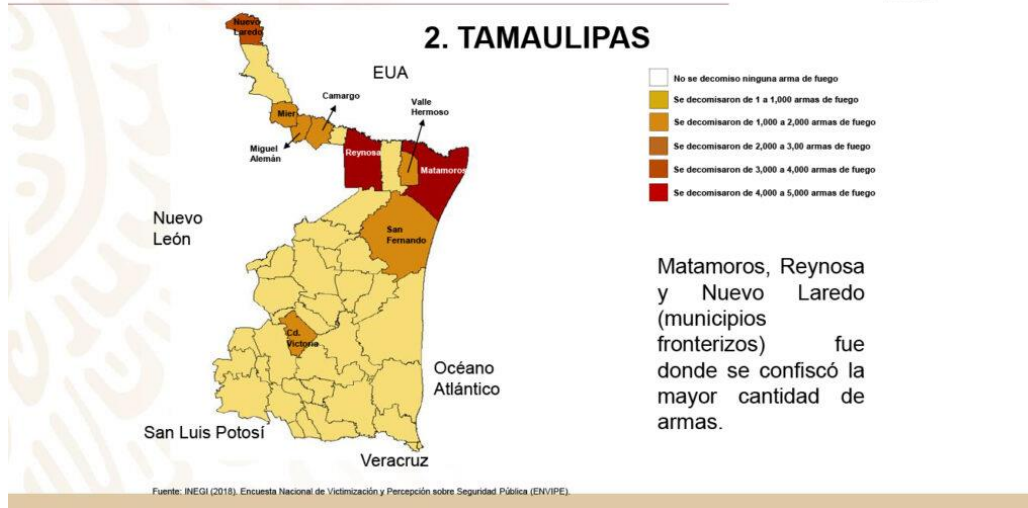 2. TAMAULIPAS
Nuevo
Laredo
EUA
Camargo
Valle
Hermoso
Mier
Miguel
Alemán
Reynosa
Matamoros
San
Fernando
Nuevo
León
Cd.
Victoria
Océano
Atlántico
San Luis Potosí
Veracruz
No se decomiso ninguna arma de fuego
Se decomisaron de 1 a 1,000 armas de fuego
Se decomisaron de 1,000 a 2,000 armas de fuego
Se decomisaron de 2,000 a 3,00 armas de fuego
Se decomisaron de 3,000 a 4,000 armas de fuego
Se decomisaron de 4,000 a 5,000 armas de fuego
Matamoros, Reynosa
y Nuevo Laredo
(municipios
fronterizos) fue
donde se confiscó la
mayor cantidad de
armas.
Fuente: INEGI (2018). Encuesta Nacional de Victimización y Percepción sobre Seguridad Pública (ENVIPE).